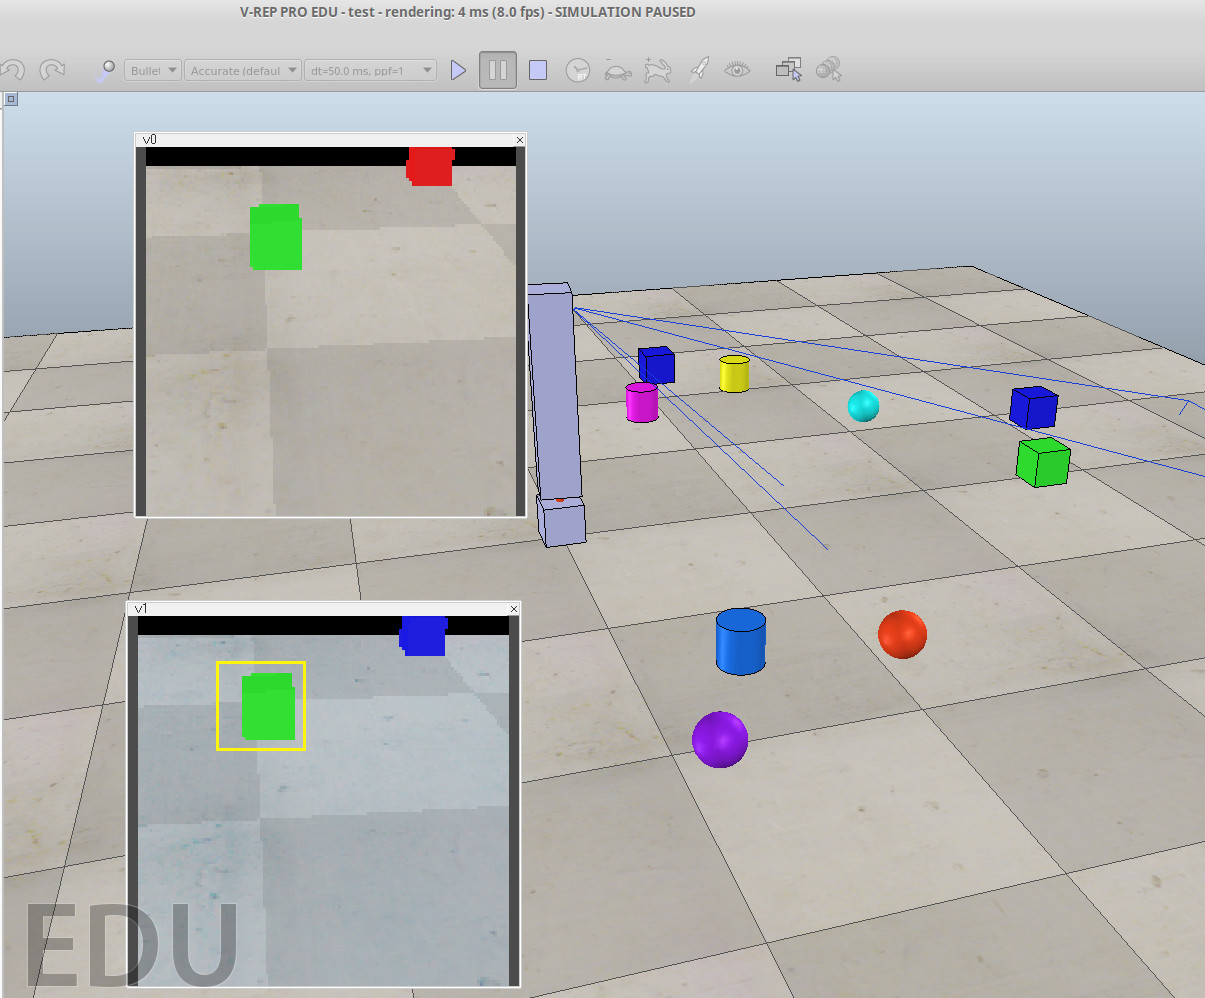 V-REP PRO EDU - test - rendering: 4 ms (8.0 fps) - SIMULATION PAUSED
Bullet Accurate (defaul dt=50.0 ms, ppf=1 RT
v0
v1
EDU